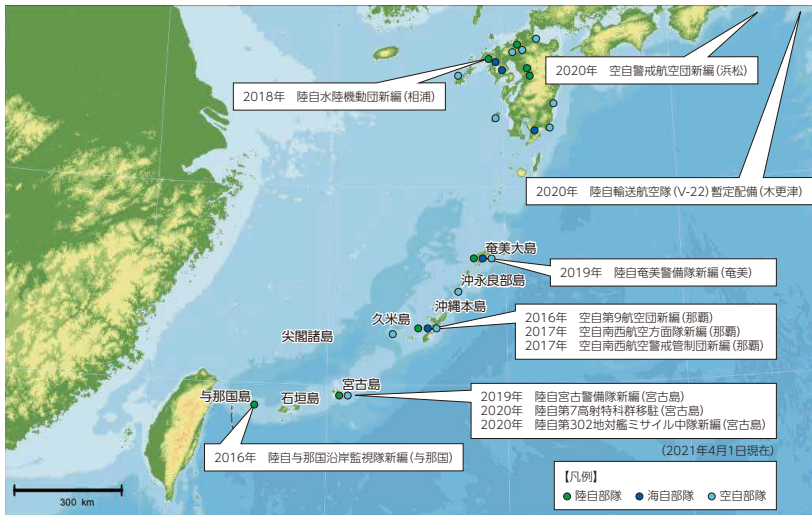 2020年 空自警戒航空団新編(浜松)
2018年 陸自水陸機動団新編(相浦)
2020年 陸自輸送航空隊(V-22)暫定配備(木更津)
奄美大島
2019年 陸自奄美警備隊新編(奄美)
沖永良部島
沖縄本島
久米島
2016年 空自第9航空団新編(那覇)
2017年 空自南西航空方面隊新編(那覇)
2017年 空自南西航空警戒管制団新編(那覇)
尖閣諸島
宮古島
石垣島
与那国島
2019年 陸自宮古警備隊新編(宮古島)
2020年 陸自第7高射特科群移駐(宮古島)
2020年 陸自第302地対艦ミサイル中隊新編(宮古島)
2016年 陸自与那国沿岸監視隊新編(与那国)
(2021年4月1日現在)
【凡例】
陸自部隊 海自部隊 空自部隊
300 km